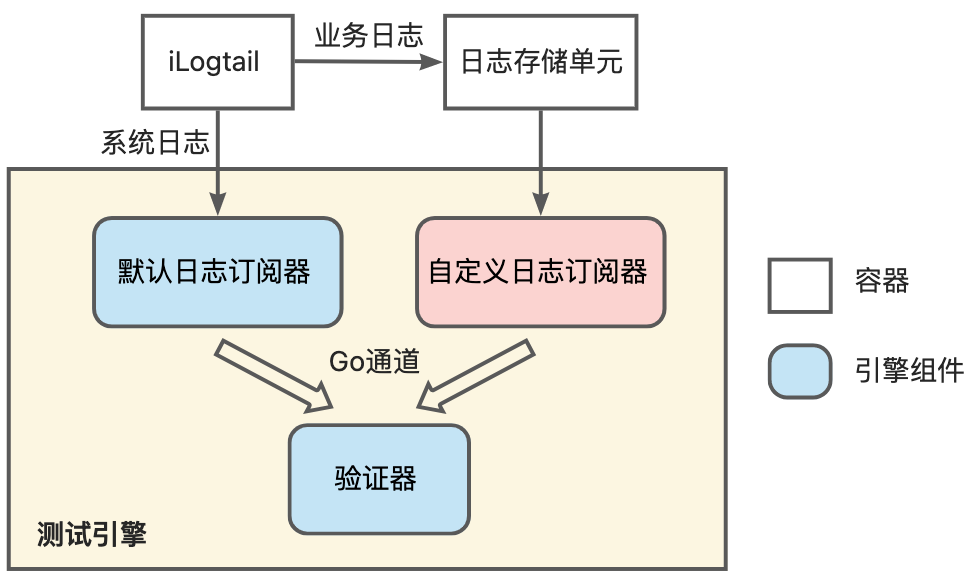 iLogtail
业务日志
日志存储单元
系统日志
默认日志订阅器
自定义日志订阅器
容器
Go通道
引擎组件
验证器
测试引擎